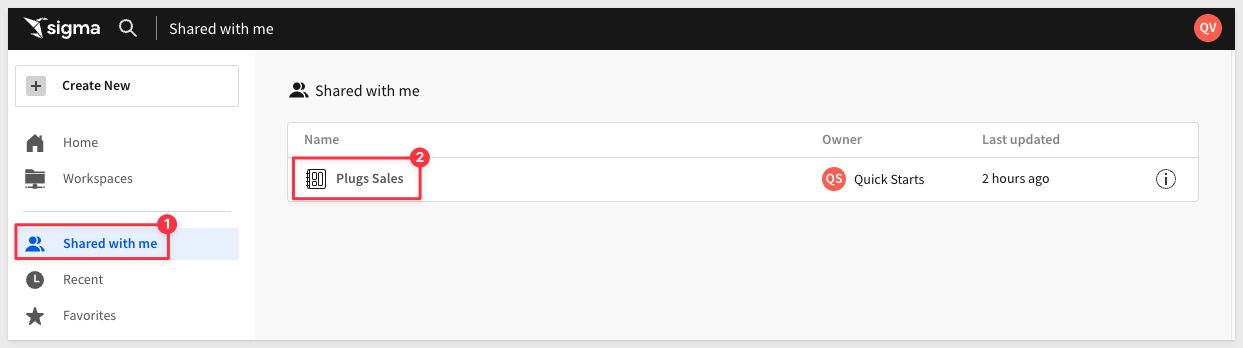 sigma
Shared with me
QV
Create New
Home
Workspaces
1
Shared with me
Recent
Favorites
Shared with me
Name Owner Last updated
2
Plugs Sales QS Quick Starts 2 hours ago i